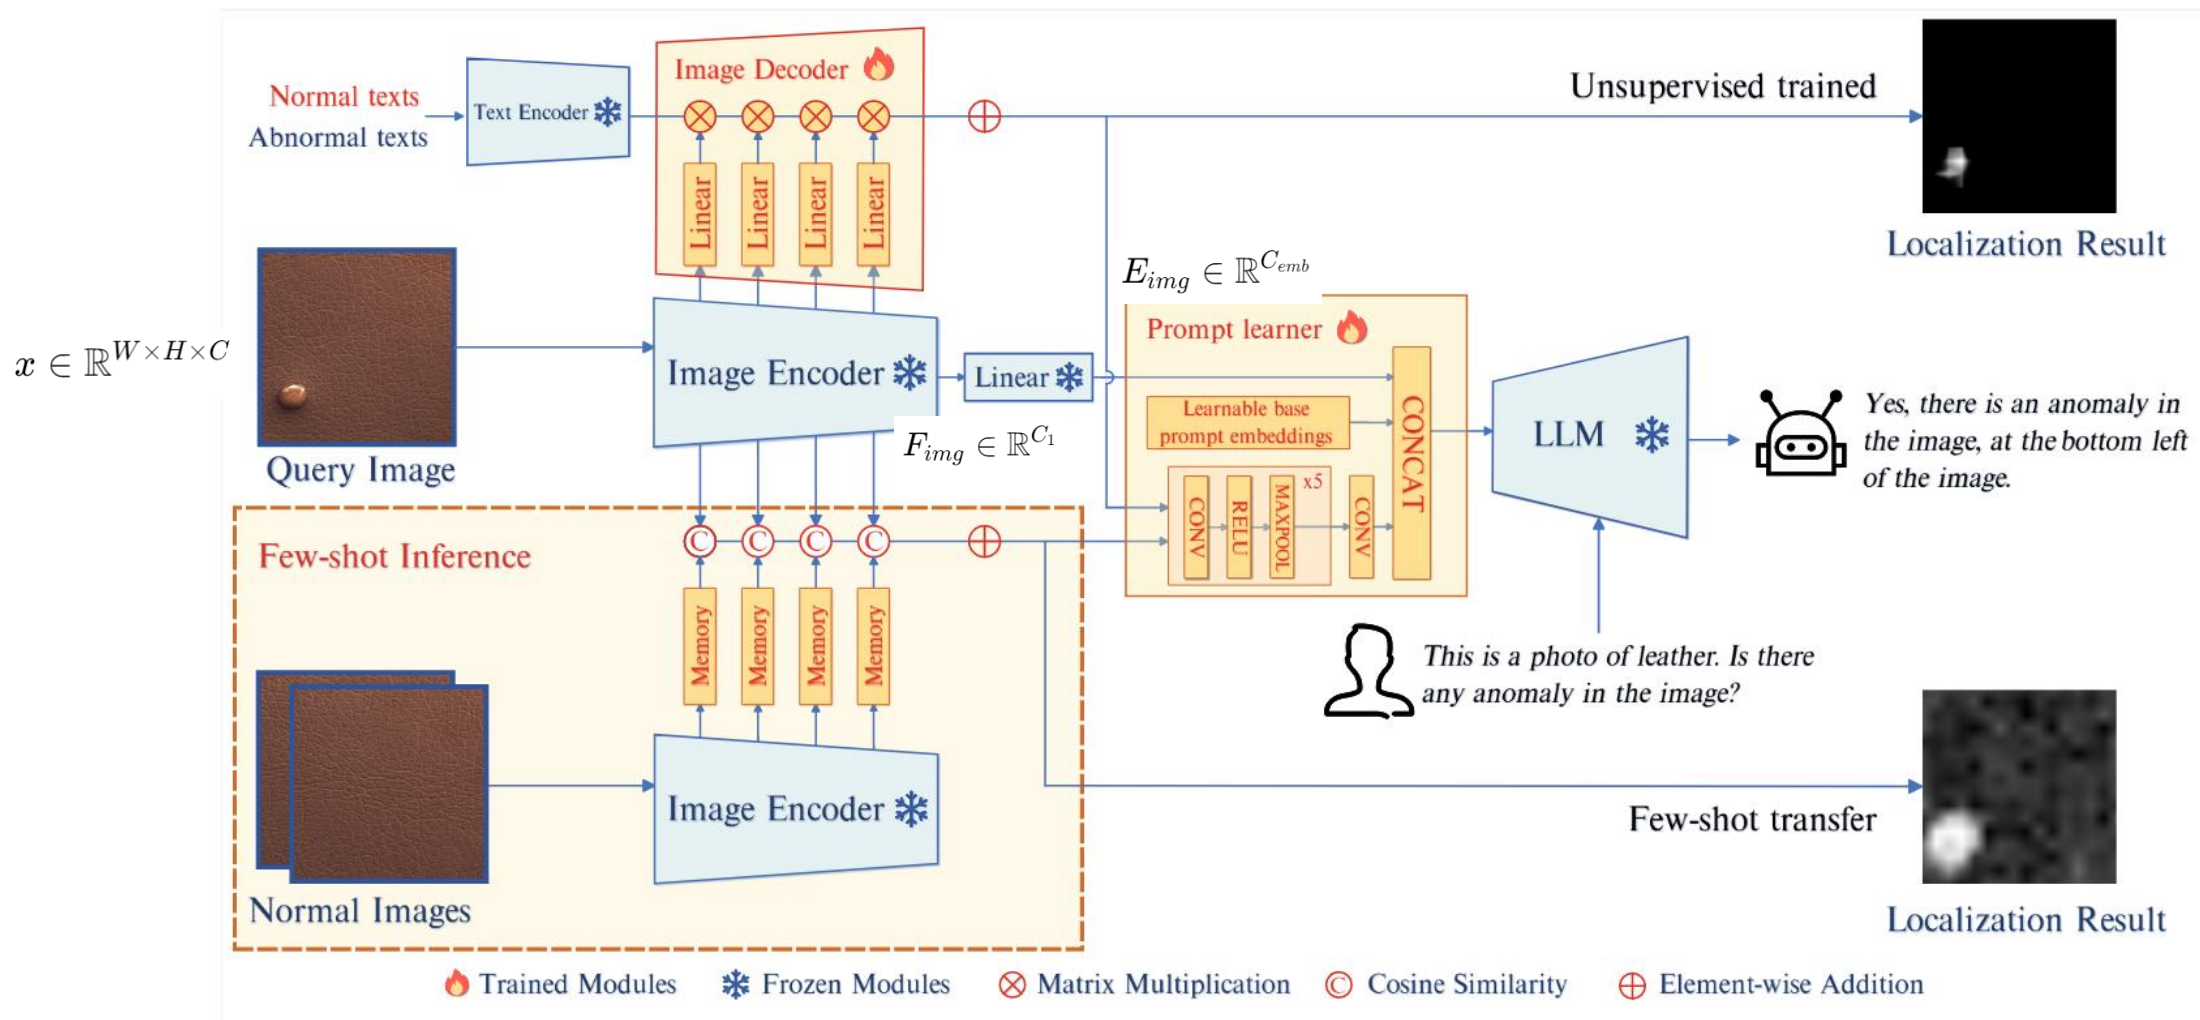 Normal texts
Abnormal texts
Text Encoder
Image Decoder
Linear
Linear
Linear
Linear
Unsupervised trained
Localization Result
x ∈ ℝ^{W×H×C}
Query Image
Image Encoder
Linear
F_{img} ∈ ℝ^{C_1}
E_{img} ∈ ℝ^{C_{emb}}
Prompt learner
Learnable base
prompt embeddings
CONV
RELU
MAXPOOL
x5
CONV
CONCAT
LLM
Yes, there is an anomaly in
the image, at the bottom left
of the image.
This is a photo of leather. Is there
any anomaly in the image?
Few-shot Inference
C
C
C
C
Memory
Memory
Memory
Memory
Image Encoder
Normal Images
Few-shot transfer
Localization Result
Trained Modules
Frozen Modules
Matrix Multiplication
C Cosine Similarity
Element-wise Addition